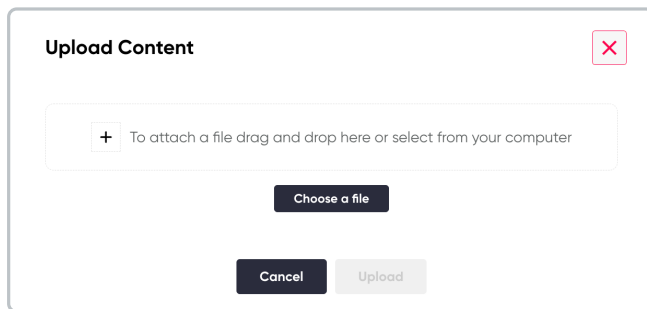 Upload Content
To attach a file drag and drop here or select from your computer
Choose a file
Cancel
Upload